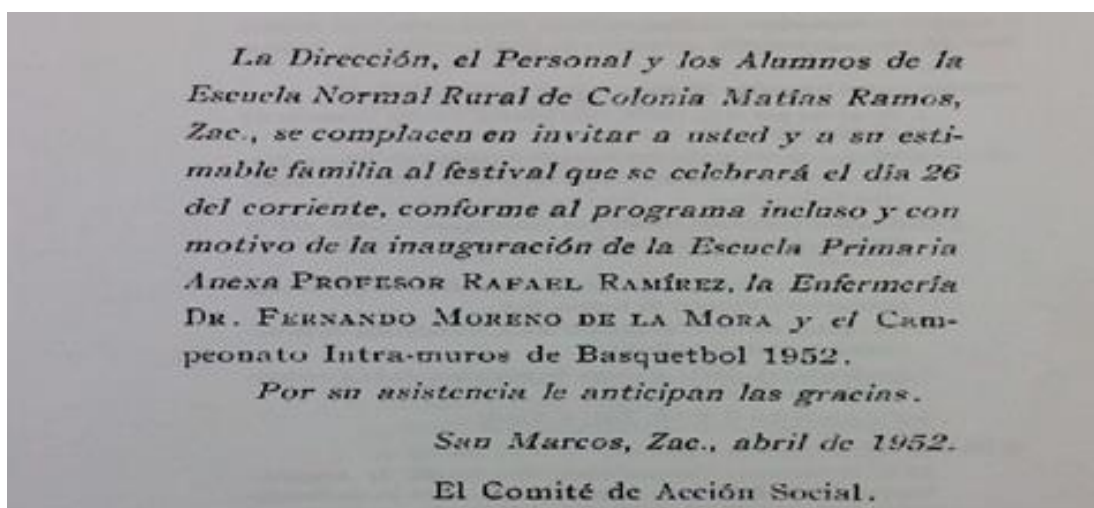 La Dirección, el Personal y los Alumnos de la
Escuela Normal Rural de Colonia Matías Ramos,
Zac., se complacen en invitar a usted y a su esti-
mable familia al festival que se celebrará el día 26
del corriente, conforme al programa incluso y con
motivo de la inauguración de la Escuela Primaria
Anexa PROFESOR RAFAEL RAMÍREZ, la Enfermería
DR. FERNANDO MORENO DE LA MORA y el Cam-
peonato Intra-muros de Basquetbol 1952.
Por su asistencia le anticipan las gracias.
San Marcos, Zac., abril de 1952.
El Comité de Acción Social.